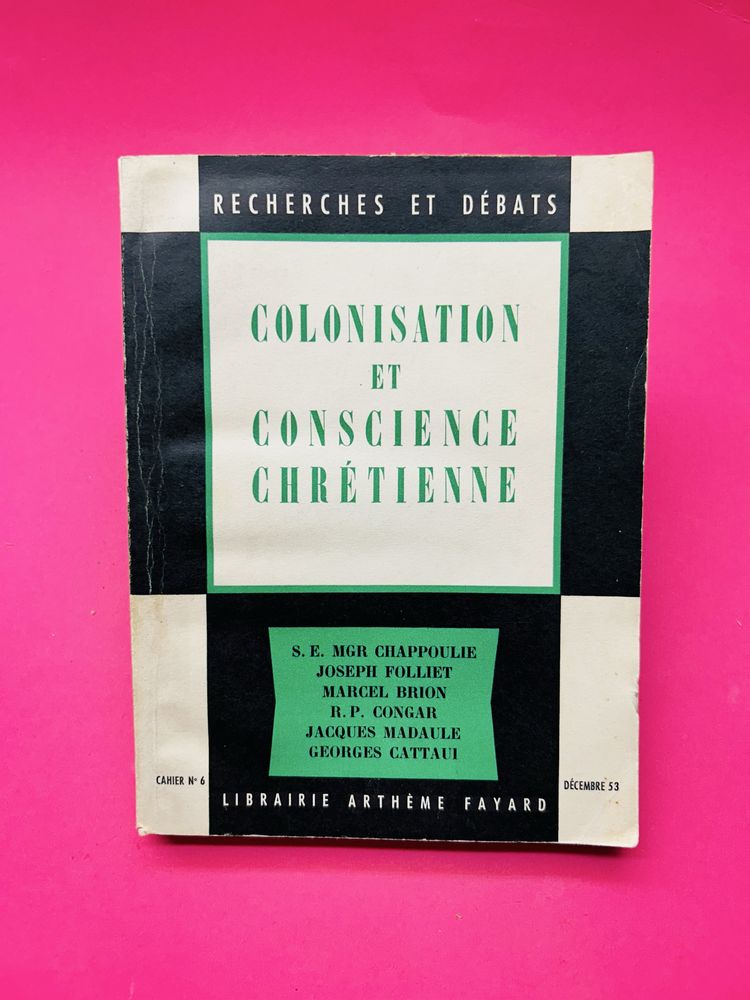 RECHERCHES ET DÉBATS
COLONISATION
ET
CONSCIENCE
CHRÉTIENNE
S. E. MGR CHAPPOULIE
JOSEPH FOLLIET
MARCEL BRION
R. P. CONGAR
JACQUES MADAULE
GEORGES CATTAUI
CAHIER N° 6
DÉCEMBRE 53
LIBRAIRIE ARTHÈME FAYARD